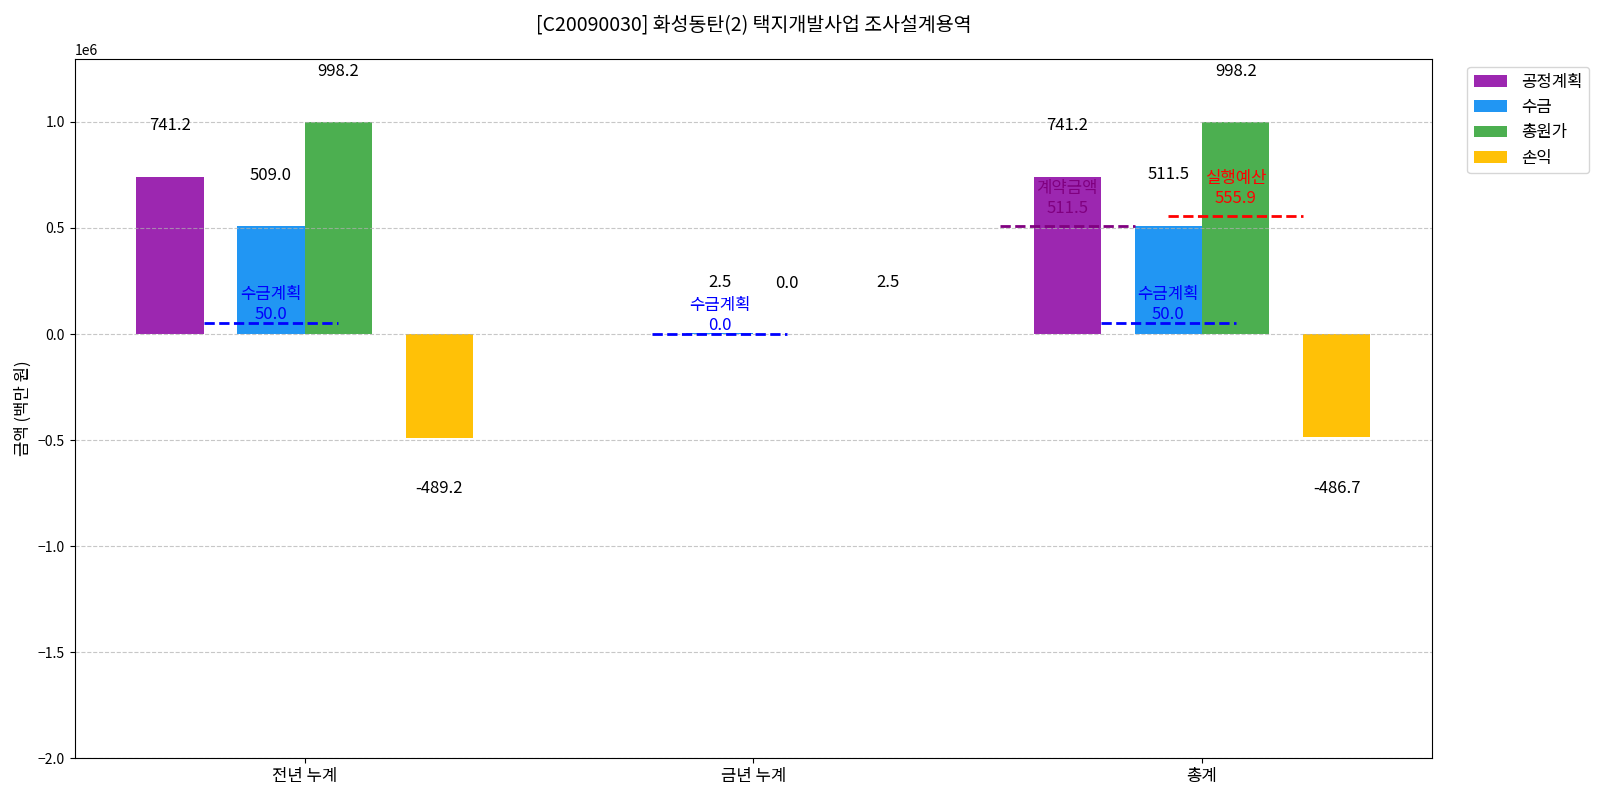 [C20090030] 화성동탄(2) 택지개발사업 조사설계용역
1e6
공정계획
수금
총원가
손익
금액 (백만 원)
1.0
0.5
0.0
−0.5
−1.0
−1.5
−2.0
741.2
509.0
998.2
수금계획
50.0
-489.2
2.5
0.0
2.5
수금계획
0.0
741.2
계약금액
511.5
511.5
998.2
실행예산
555.9
수금계획
50.0
-486.7
전년 누계
금년 누계
총계